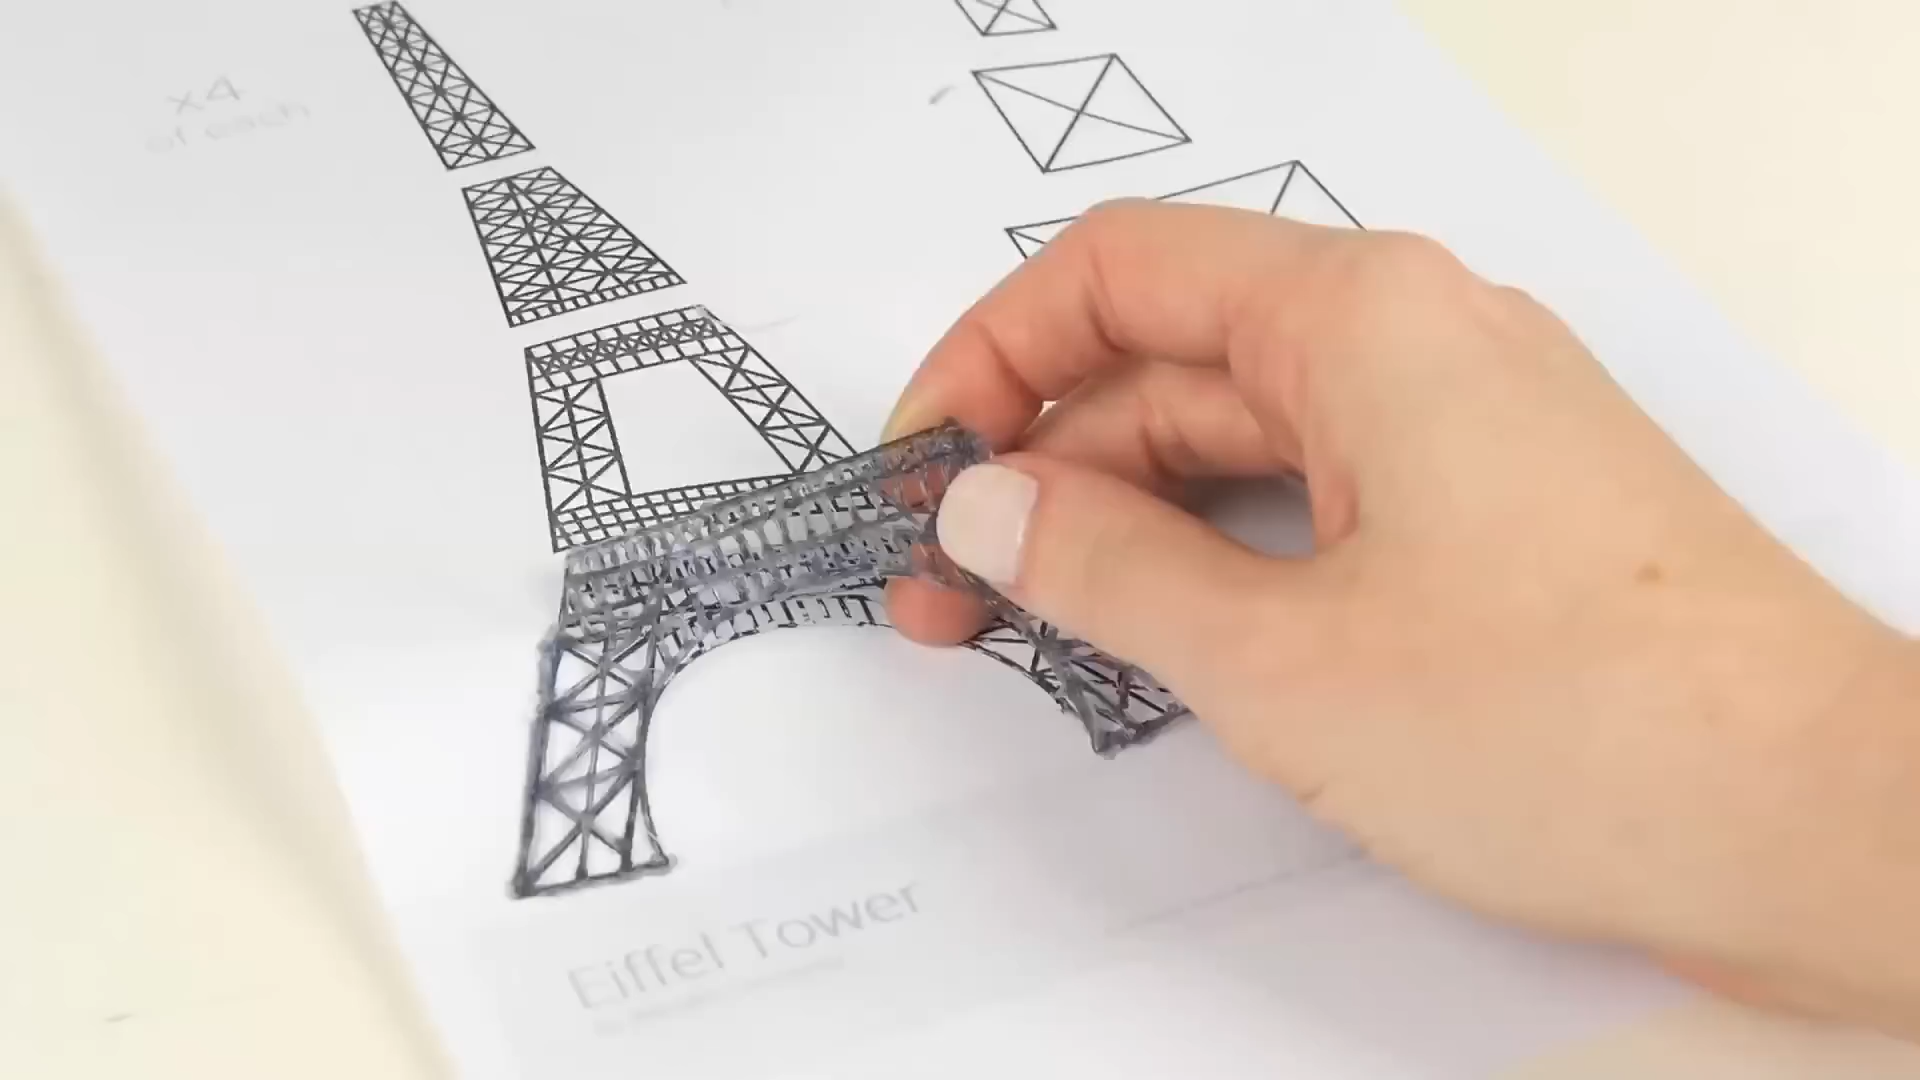 x4
of each
Eiffel Tower